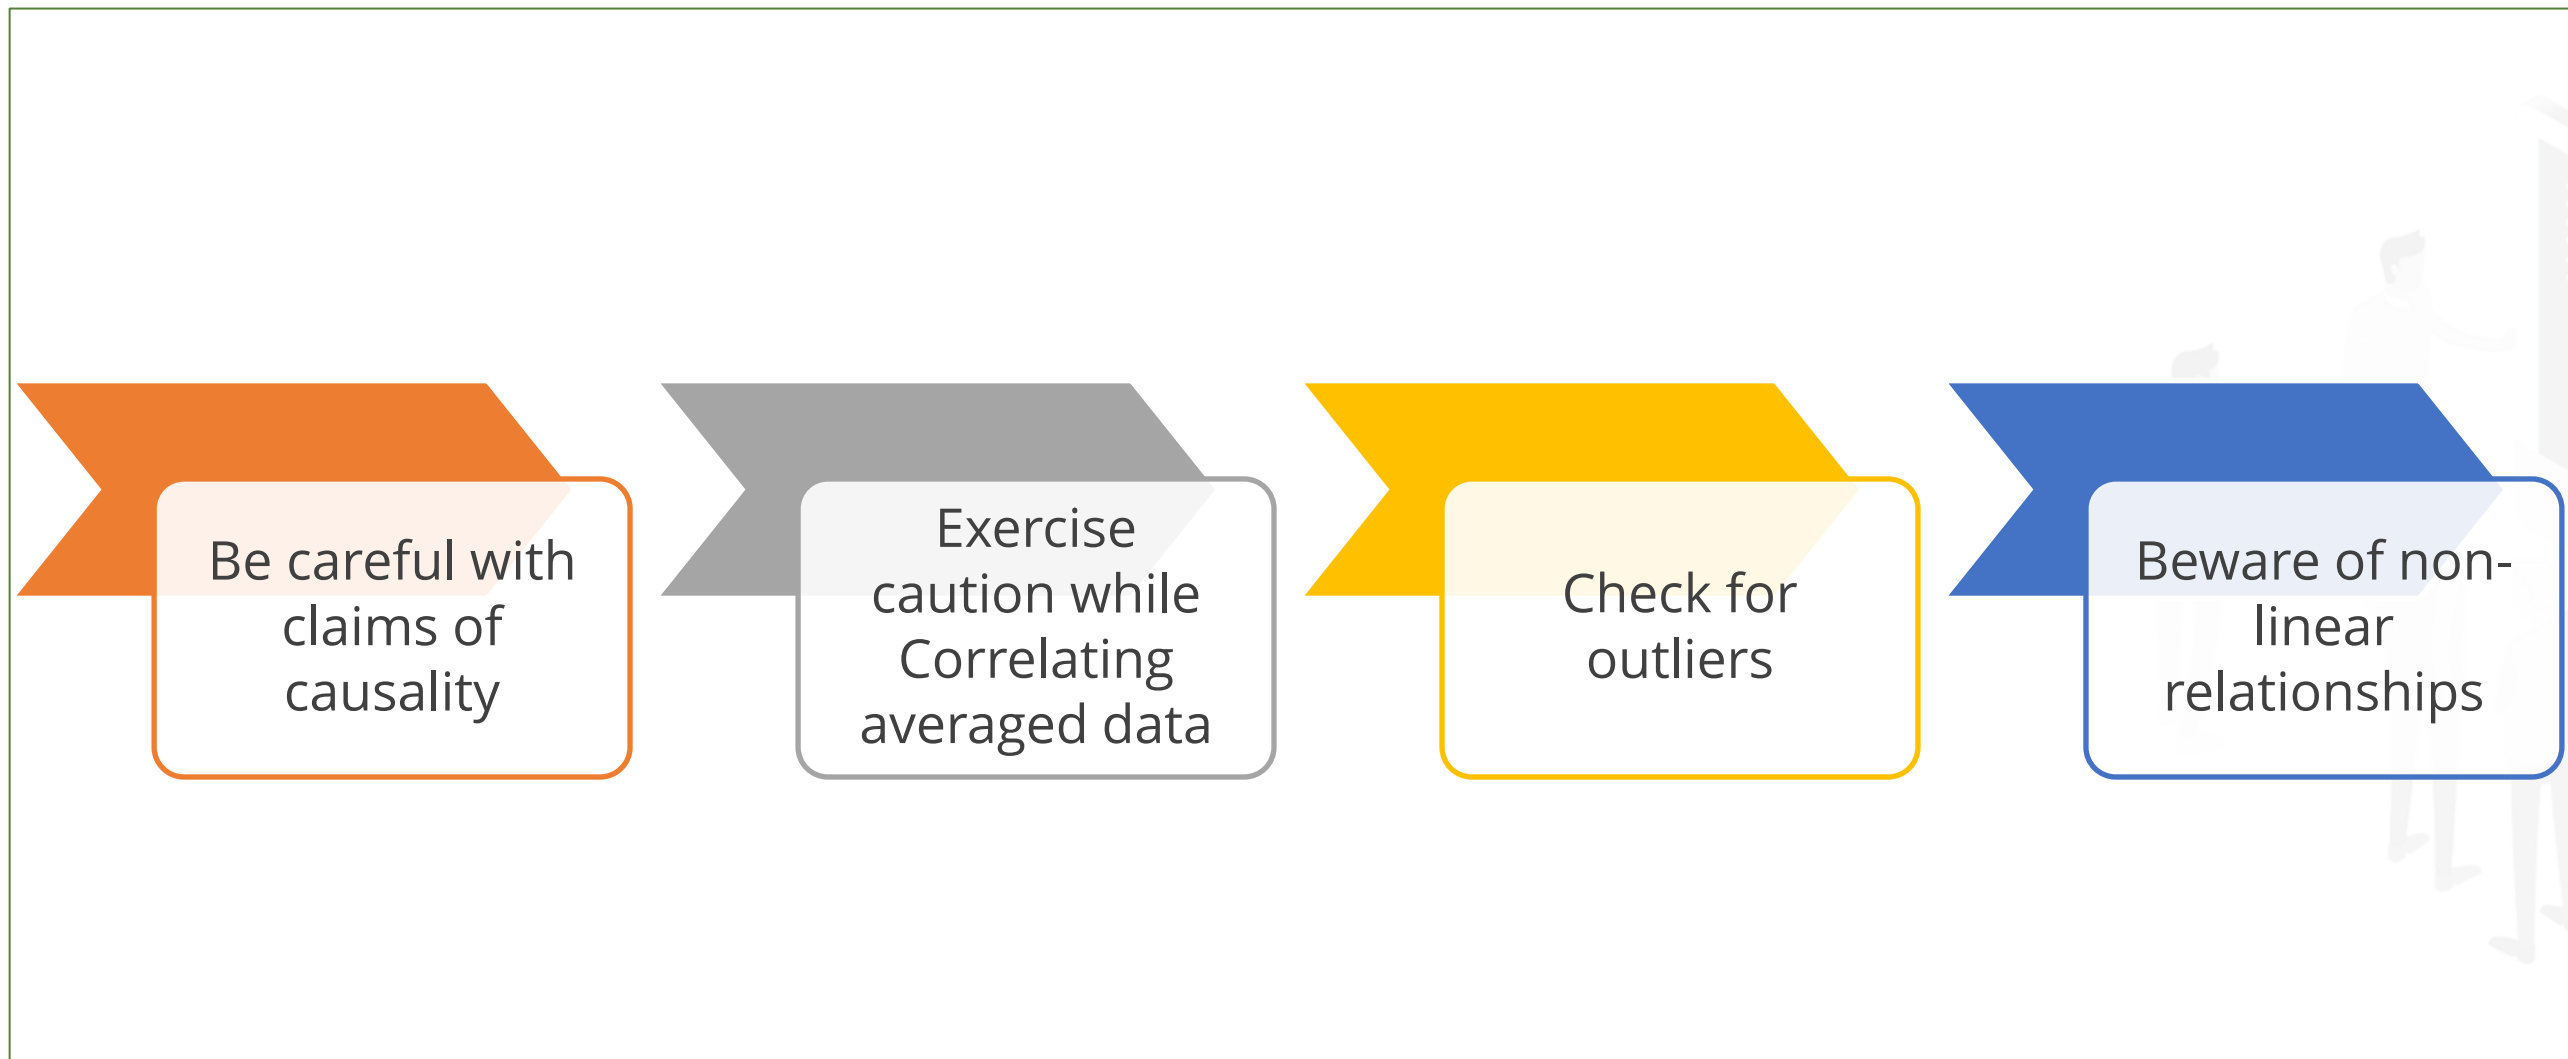 Be careful with
claims of
causality
Exercise
caution while
Correlating
averaged data
Check for
outliers
Beware of non-
linear
relationships